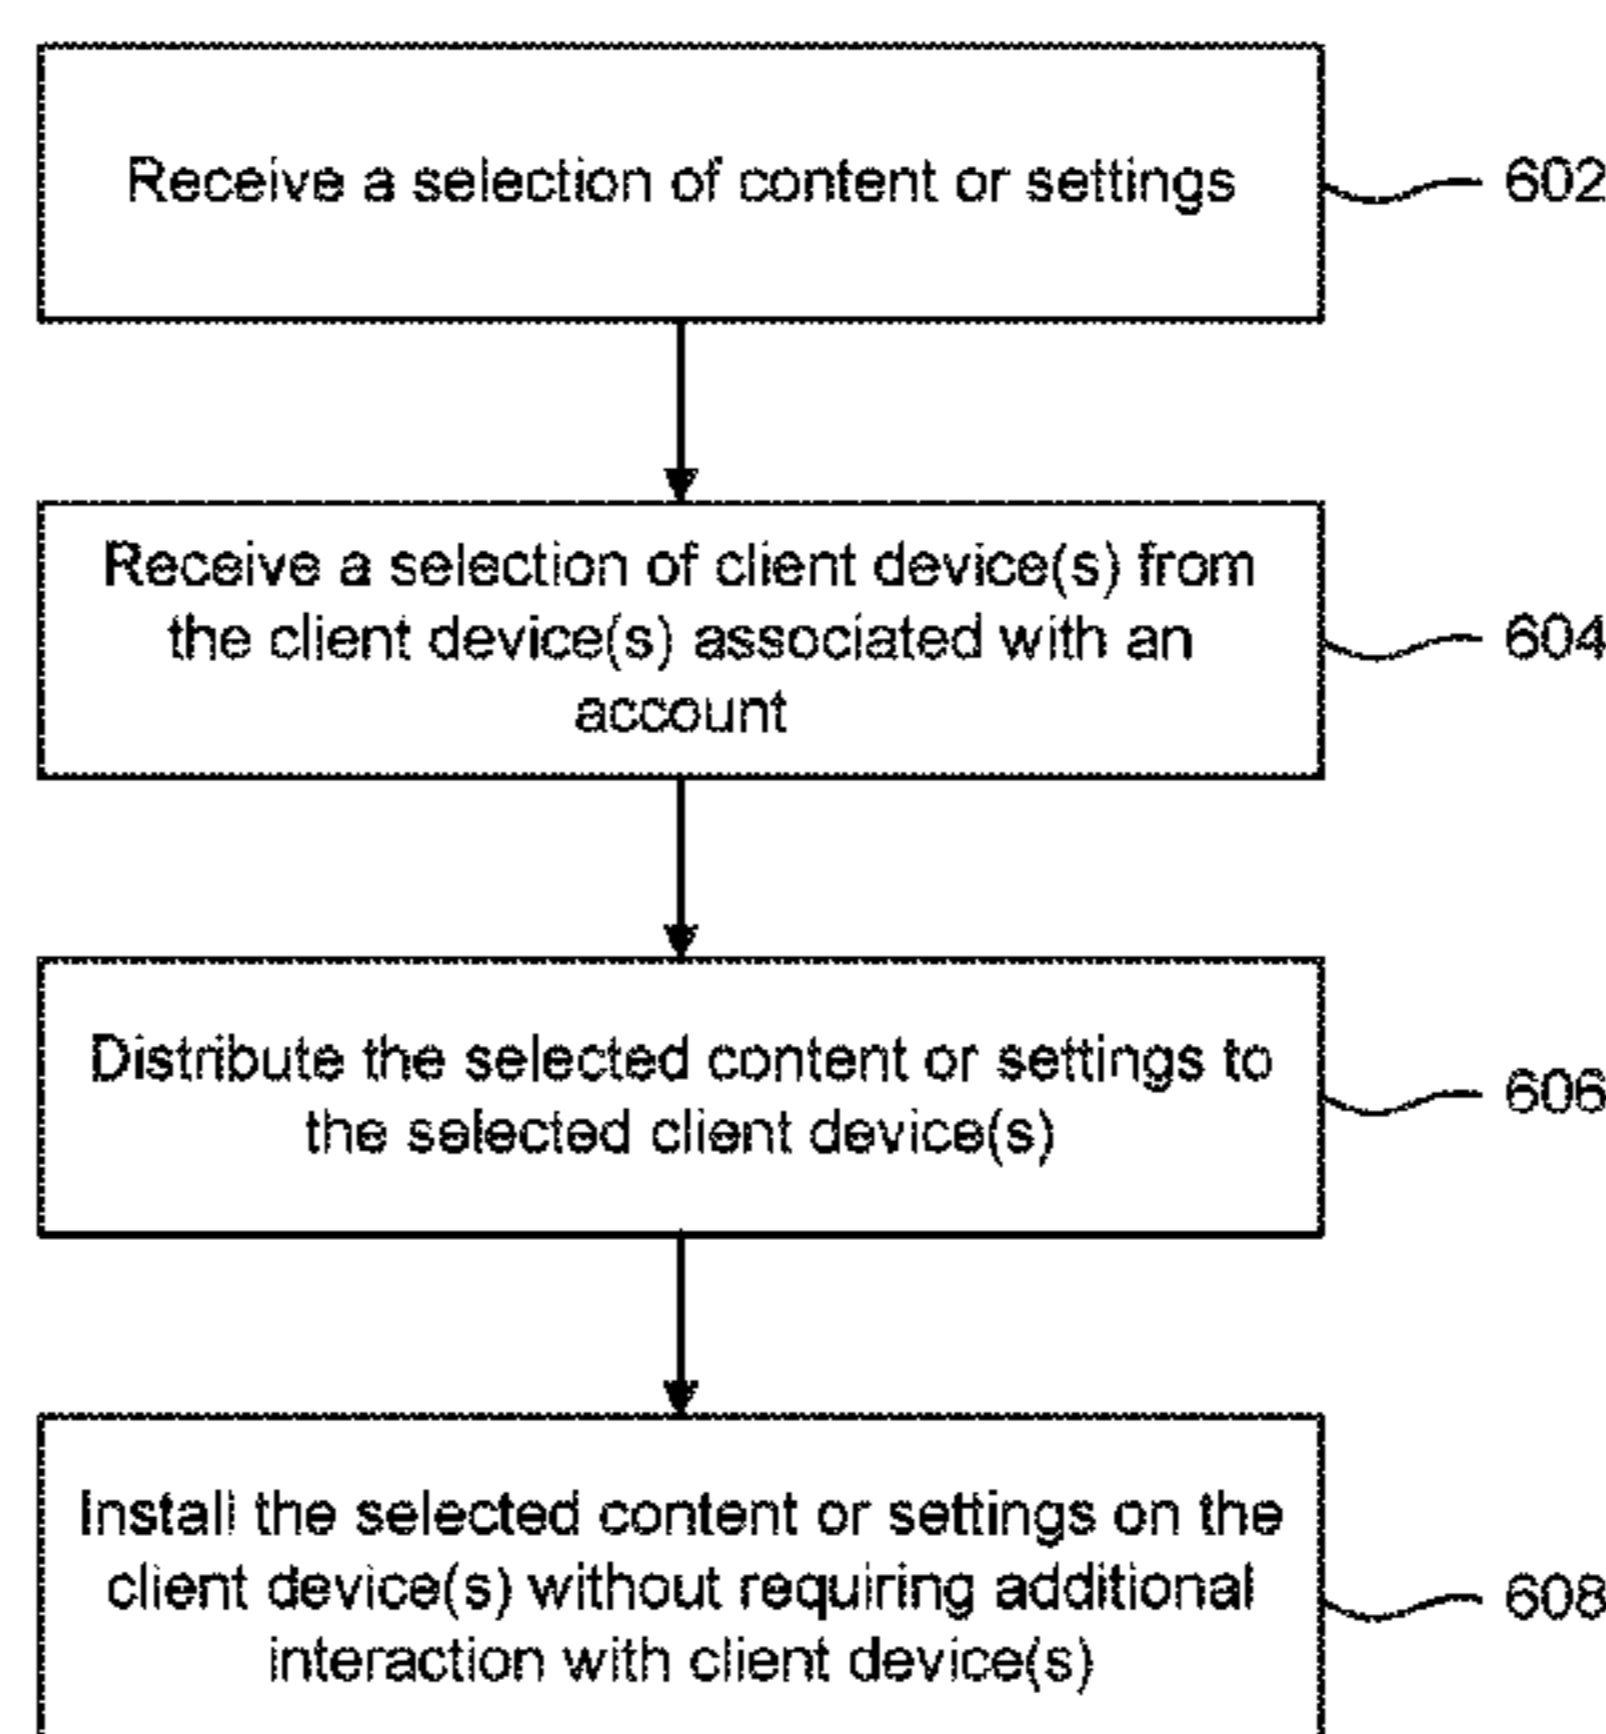 Receive a selection of content or settings
602
Receive a selection of client device(s) from
the client device(s) associated with an
account
604
Distribute the selected content or settings to
the selected client device(s)
606
Install the selected content or settings on the
client device(s) without requiring additional
interaction with client device(s)
608